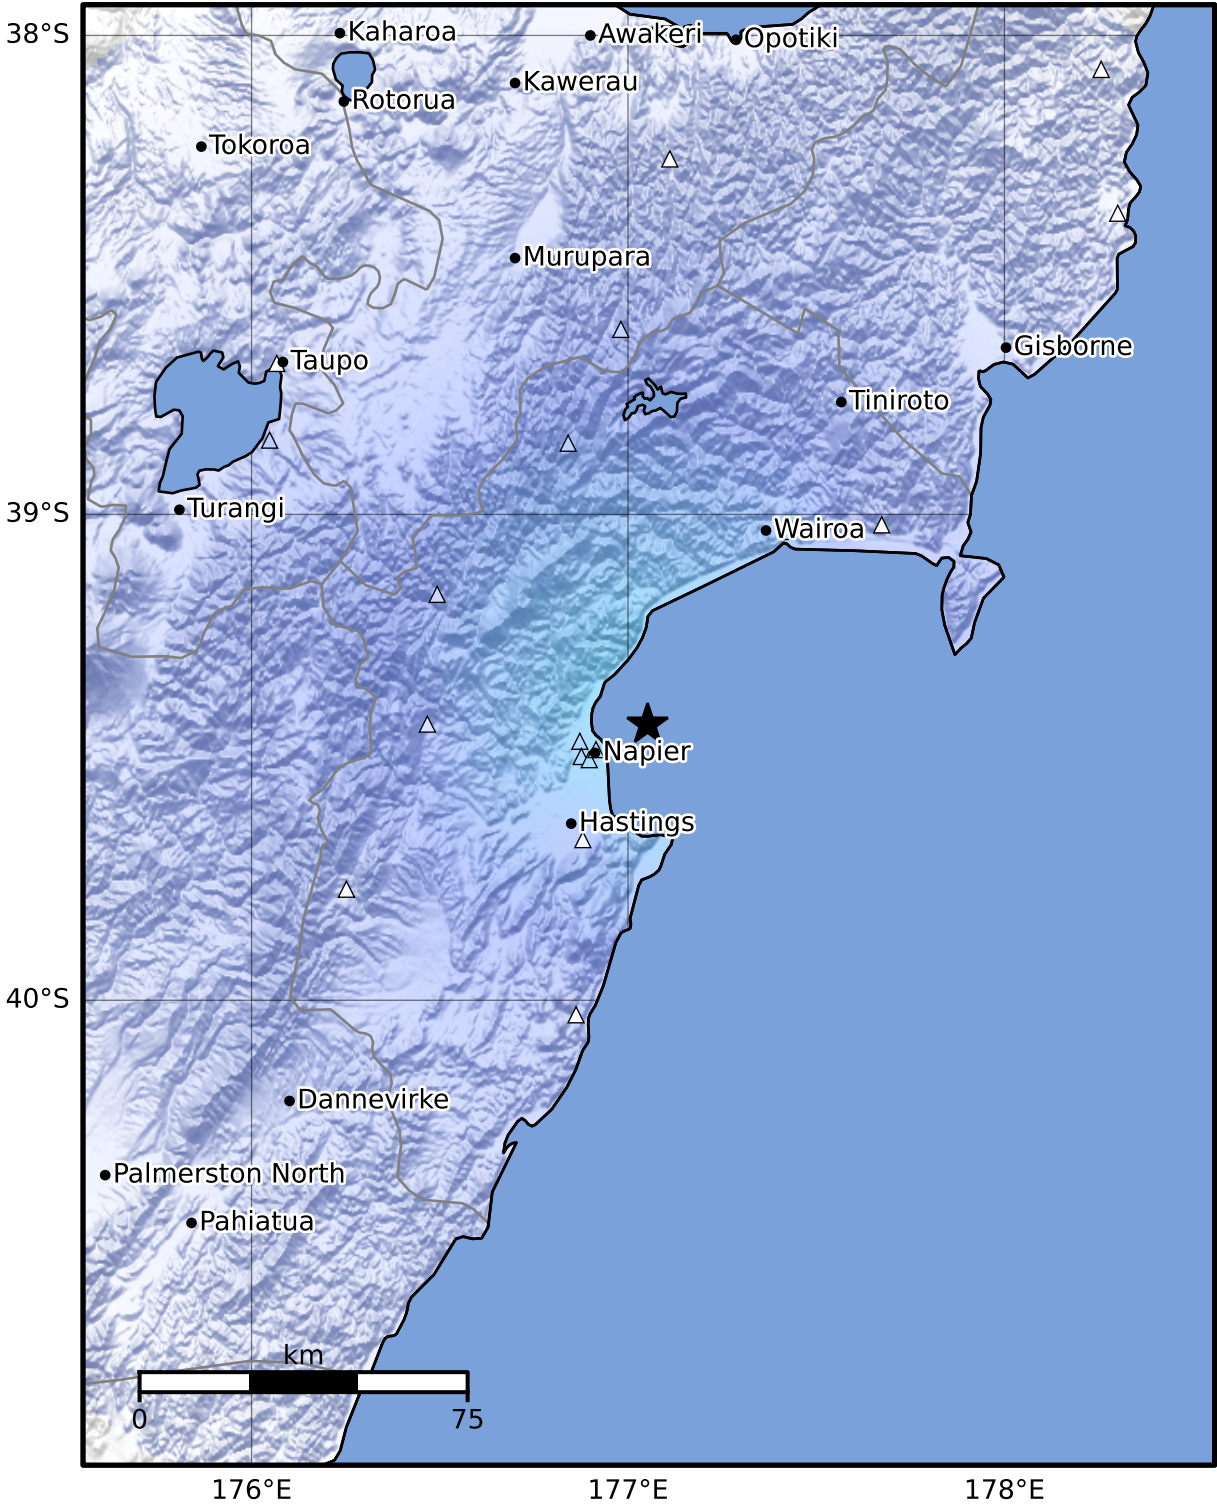 38°S
Kaharoa
Awakeri
Opotiki
Kawerau
Rotorua
Tokoroa
Murupara
Gisborne
Taupo
Tiniroto
39°S
Turangi
Wairoa
Napier
Hastings
40°S
Dannevirke
Palmerston North
Pahiatua
km
0
75
176°E
177°E
178°E